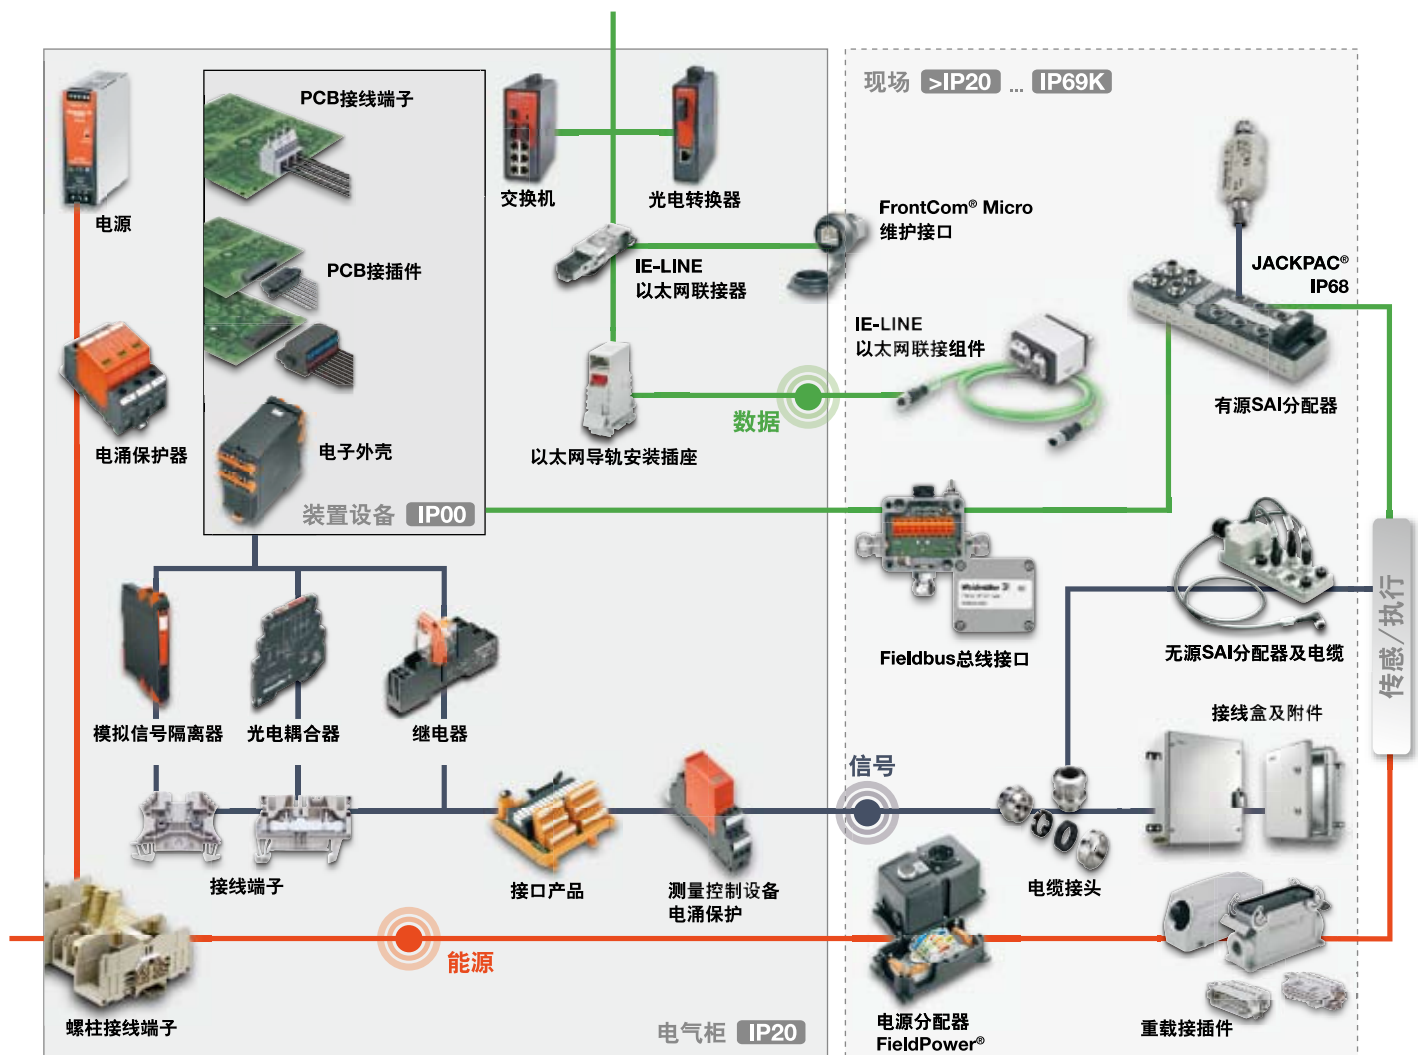 现场 >IP20 ... IP69K
PCB接线端子
电源
交换机
光电转换器
FrontCom® Micro
维护接口
PCB接插件
IE-LINE
以太网联接器
JACKPAC®
IP68
IE-LINE
以太网联接组件
有源SAI分配器
数据
电涌保护器
电子外壳
以太网导轨安装插座
装置设备 IP00
传感/执行
Fieldbus总线接口
无源SAI分配器及电缆
接线盒及附件
模拟信号隔离器
光电耦合器
继电器
信号
接线端子
接口产品
测量控制设备
电涌保护
电缆接头
能源
螺柱接线端子
电气柜 IP20
电源分配器
FieldPower®
重载接插件